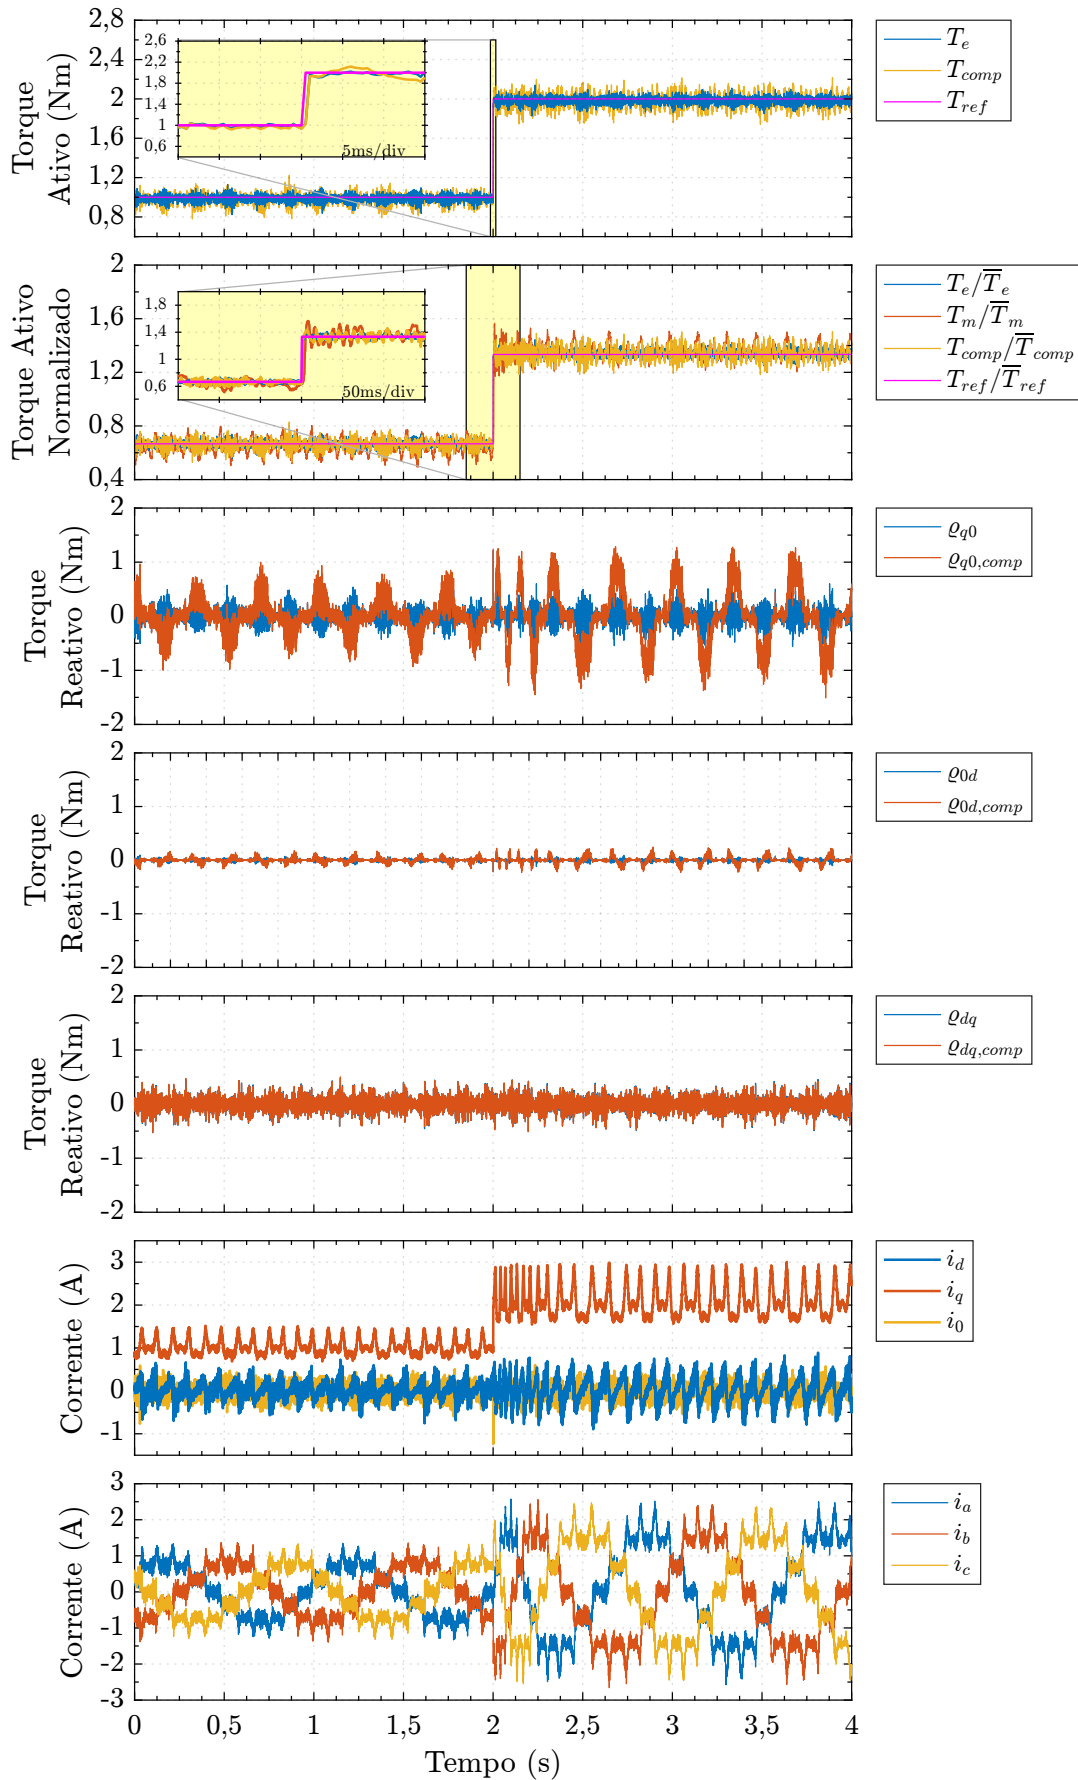 2,8
2,4
2
1,6
1,2
0,8
Torque
Ativo (Nm)
2,6
2,2
1,8
1,4
1
0,6
5ms/div
T_e
T_comp
T_ref
2
1,6
1,2
0,8
0,4
Torque Ativo
Normalizado
1,8
1,4
1
0,6
50ms/div
T_e/T̅_e
T_m/T̅_m
T_comp/T̅_comp
T_ref/T̅_ref
2
1
0
-1
-2
Torque
Reativo (Nm)
ϱ_q0
ϱ_q0,comp
2
1
0
-1
-2
Torque
Reativo (Nm)
ϱ_0d
ϱ_0d,comp
2
1
0
-1
-2
Torque
Reativo (Nm)
ϱ_dq
ϱ_dq,comp
3
2
1
0
-1
Corrente (A)
i_d
i_q
i_0
3
2
1
0
-1
-2
-3
Corrente (A)
i_a
i_b
i_c
0 0,5 1 1,5 2 2,5 3 3,5 4
Tempo (s)